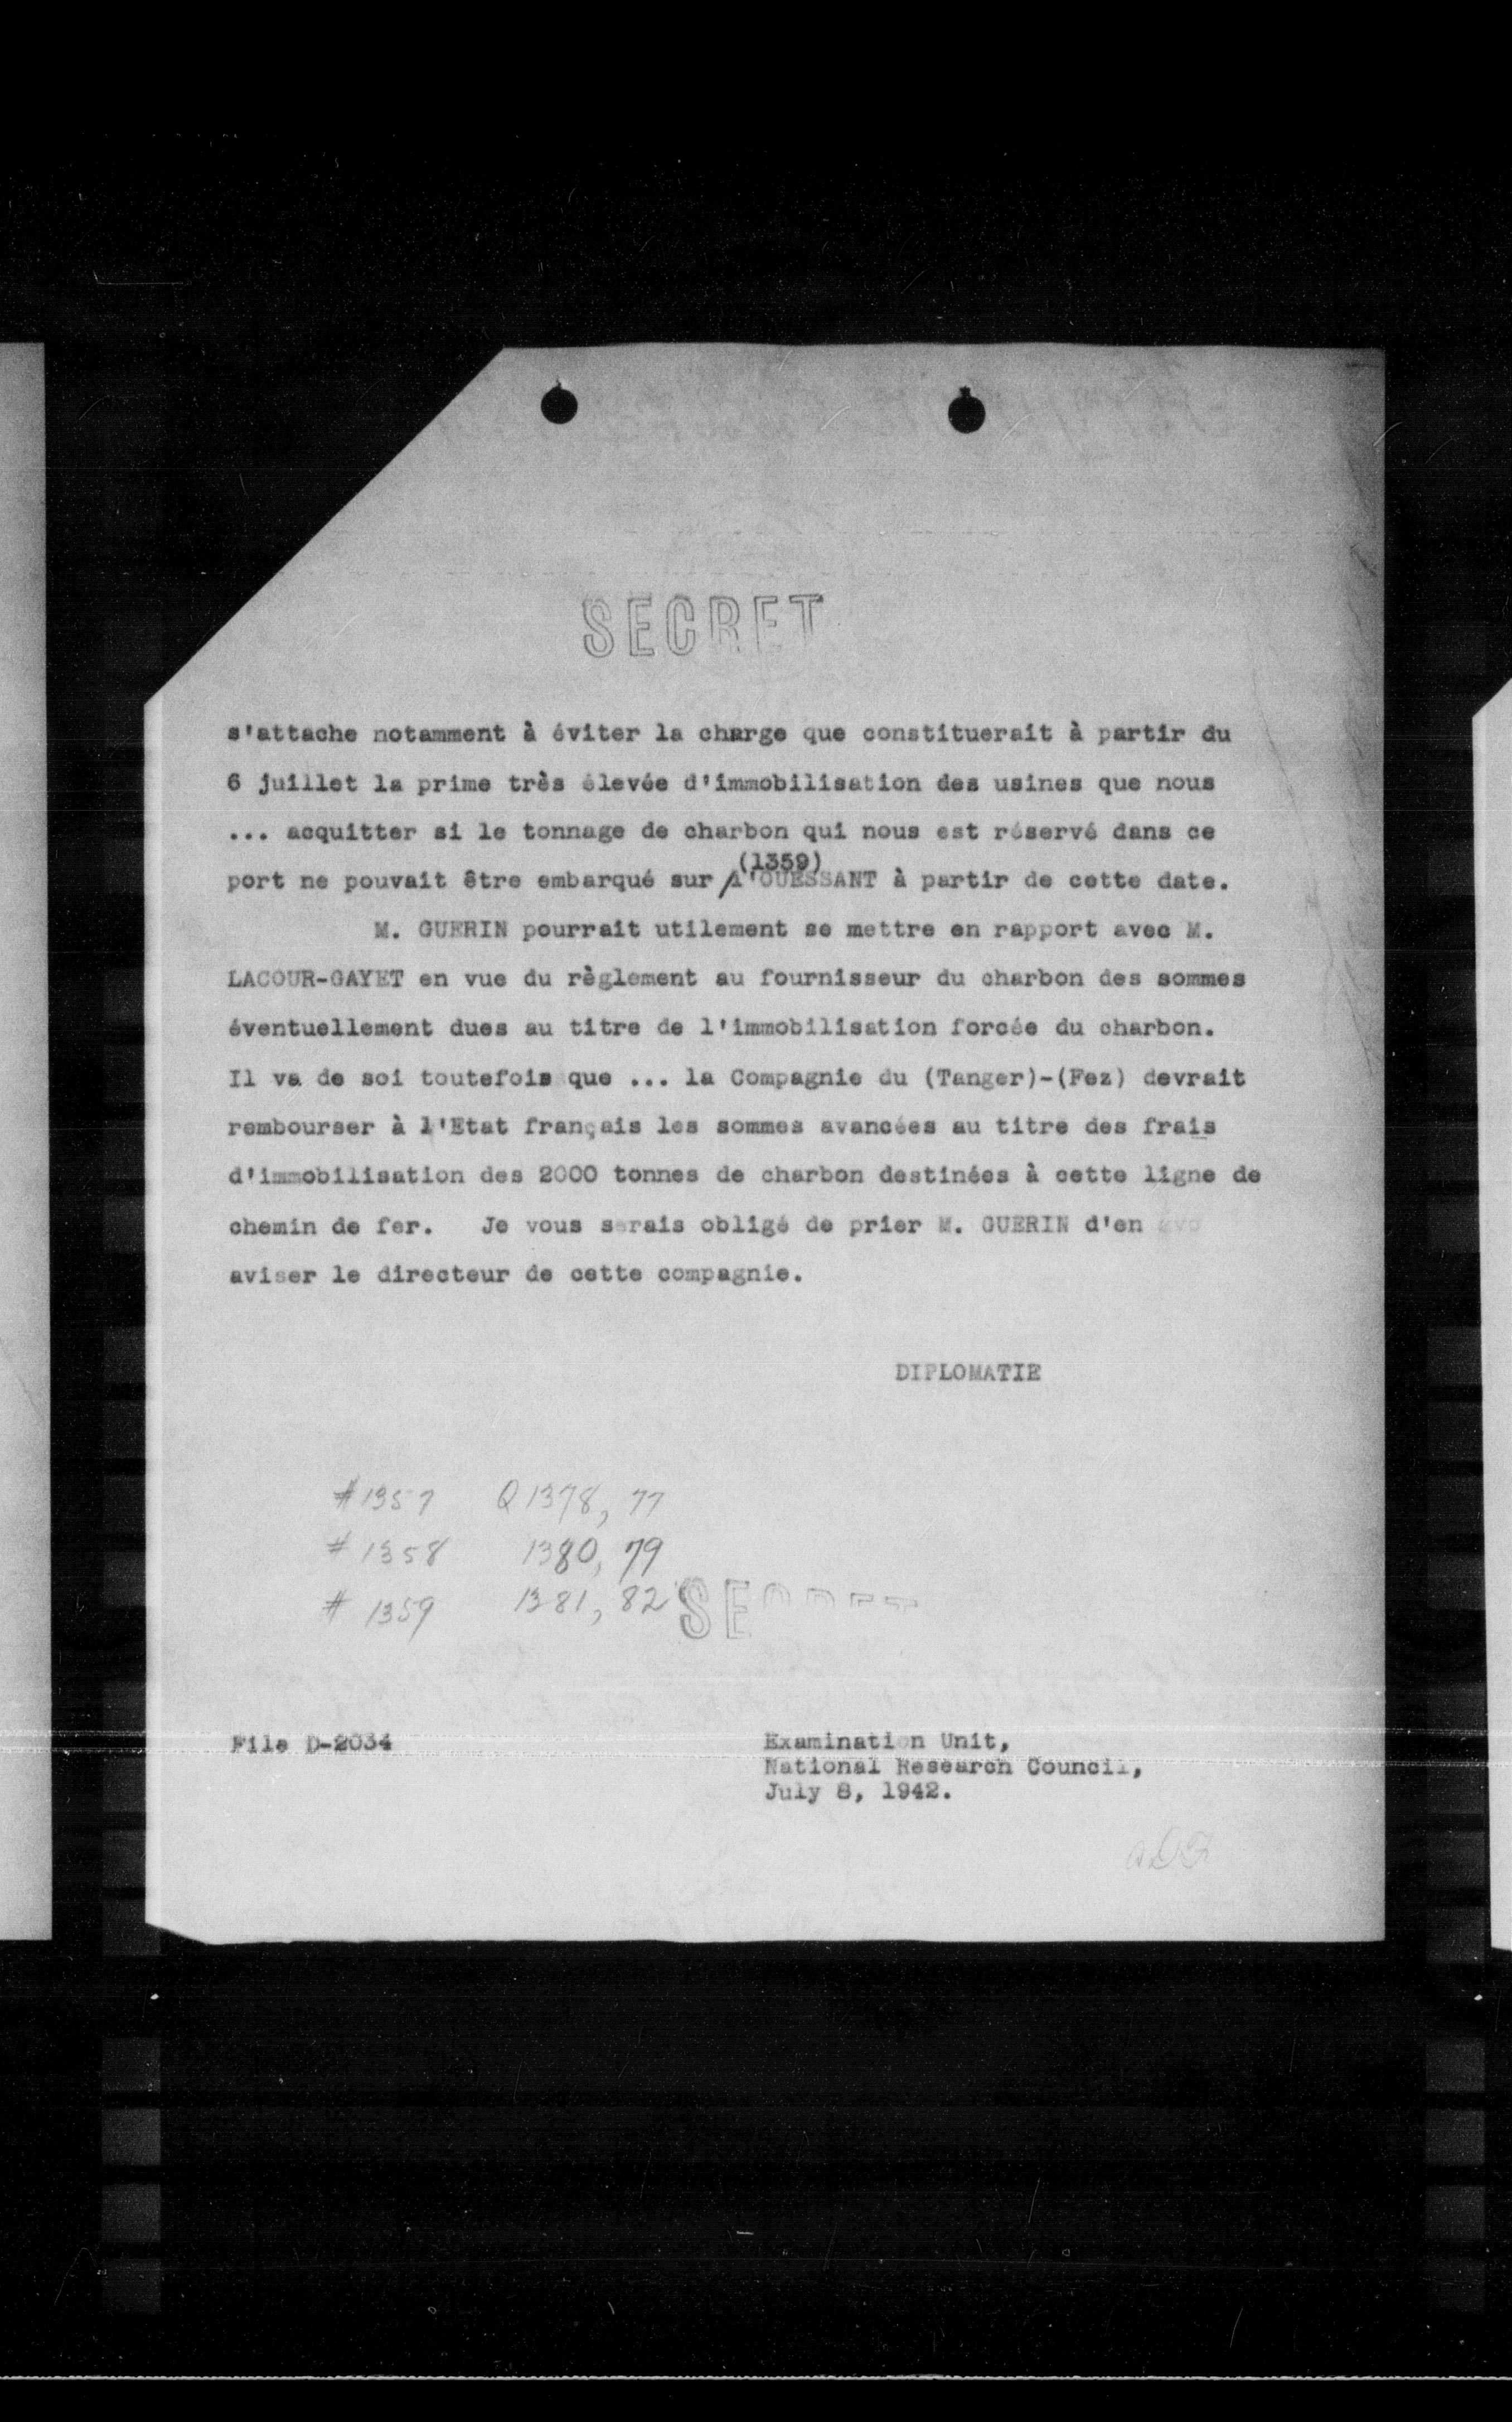 SECRET
s'attache notamment à éviter la charge que constituerait à partir du
6 juillet la prime très élevée d'immobilisation des usines que nous
... acquitter si le tonnage de charbon qui nous est réservé dans ce
(1359)
port ne pouvait être embarqué sur /l'OUESSANT à partir de cette date.
M. GUERIN pourrait utilement se mettre en rapport avec M.
LACOUR-GAYET en vue du règlement au fournisseur du charbon des sommes
éventuellement dues au titre de l'immobilisation forcée du charbon.
Il va de soi toutefois que ... la Compagnie du (Tanger)-(Fez) devrait
rembourser à l'Etat français les sommes avancées au titre des frais
d'immobilisation des 2000 tonnes de charbon destinées à cette ligne de
chemin de fer. Je vous serais obligé de prier M. GUERIN d'en
aviser le directeur de cette compagnie.
DIPLOMATIE
#1357 Q1378, 77
#1358 1380, 79
#1359 1381, 82
SECRET
File D-2034
Examination Unit,
National Research Council,
July 8, 1942.